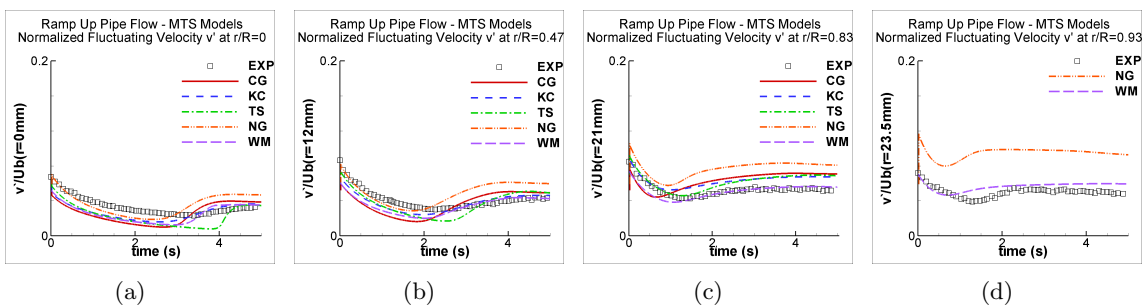 Ramp Up Pipe Flow - MTS Models
Normalized Fluctuating Velocity v' at r/R=0
0.2
EXP
CG
KC
TS
NG
WM
v'/Ub(r=0mm)
0
0
2
4
time (s)
(a)
Ramp Up Pipe Flow - MTS Models
Normalized Fluctuating Velocity v' at r/R=0.47
0.2
EXP
CG
KC
TS
NG
WM
v'/Ub(r=12mm)
0
0
2
4
time (s)
(b)
Ramp Up Pipe Flow - MTS Models
Normalized Fluctuating Velocity v' at r/R=0.83
0.2
EXP
CG
KC
TS
NG
WM
v'/Ub(r=21mm)
0
0
2
4
time (s)
(c)
Ramp Up Pipe Flow - MTS Models
Normalized Fluctuating Velocity v' at r/R=0.93
0.2
EXP
NG
WM
v'/Ub(r=23.5mm)
0
0
2
4
time (s)
(d)